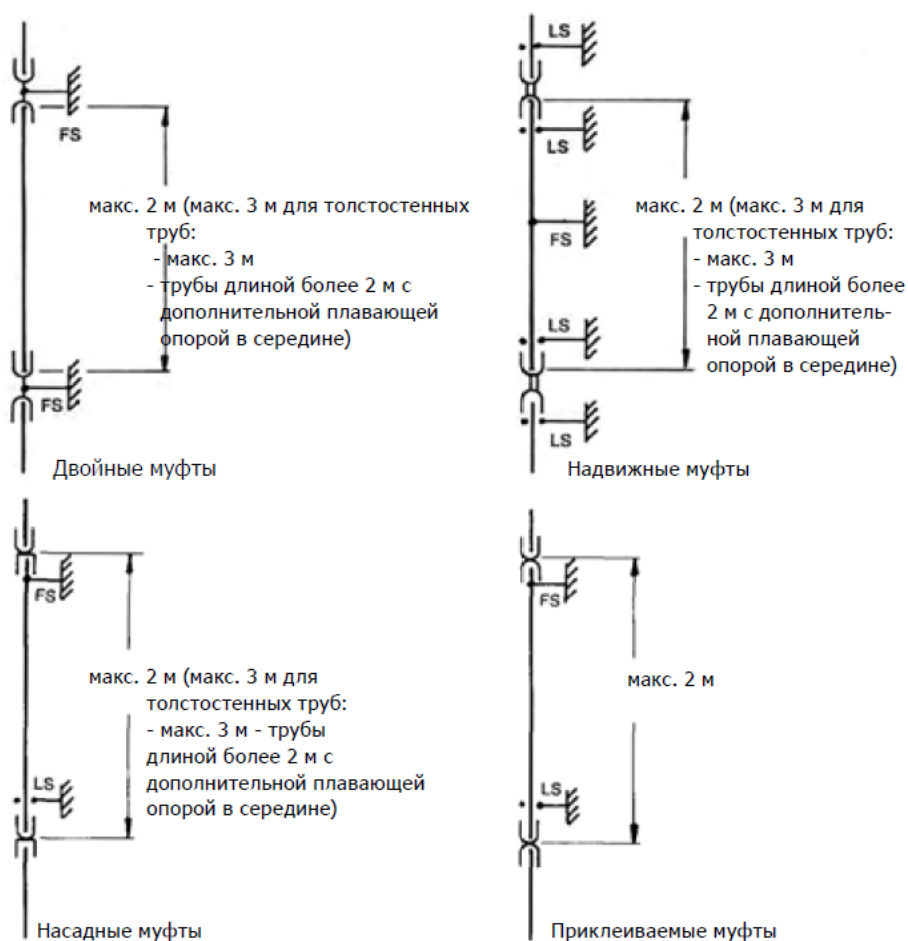 FS
макс. 2 м (макс. 3 м для толстостенных
труб:
- макс. 3 м
- трубы длиной более 2 м с
дополнительной плавающей
опорой в середине)
FS
Двойные муфты
LS
LS
FS
макс. 2 м (макс. 3 м для
толстостенных труб:
- макс. 3 м
- трубы длиной более
2 м с дополнитель-
ной плавающей
опорой в середине)
LS
LS
Надвижные муфты
FS
макс. 2 м (макс. 3 м для
толстостенных труб:
- макс. 3 м - трубы
длиной более 2 м с
дополнительной плавающей
опорой в середине)
LS
Насадные муфты
FS
макс. 2 м
LS
Приклеиваемые муфты